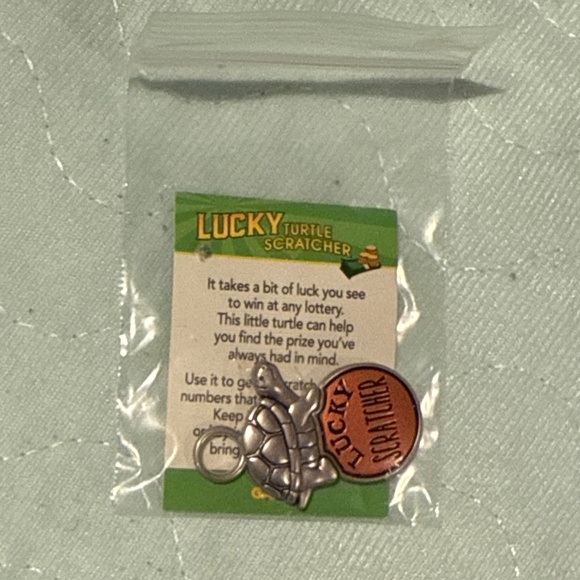 LUCKY TURTLE
SCRATCHER
It takes a bit of luck you see
to win at any lottery.
This little turtle can help
you find the prize you've
always had in mind.
Use it to
numbers that
Keep
bring
LUCKY
SCRATCHER